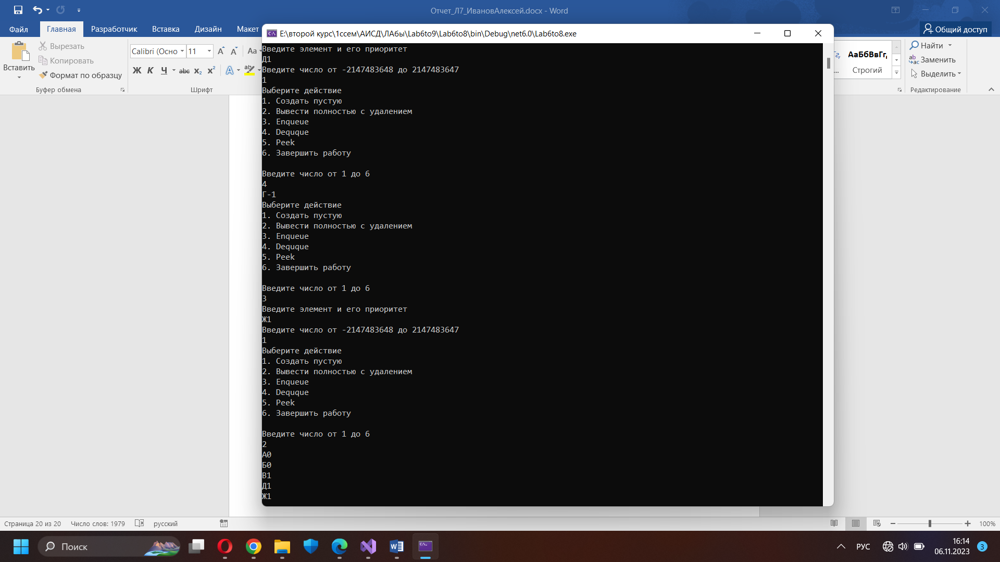 Отчет_Л7_ИвановАлексей.docx - Word
Файл
Главная
Разработчик
Вставка
Дизайн
Макет
Общий доступ
Вставить
Вырезать
Копировать
Формат по образцу
Буфер обмена
Calibri (Осно
11
Aa
Ж К Ч abc x₂ x²
Шрифт
АаБбВвГг,
Строгий
Найти
Заменить
Выделить
Редактирование
E:\второй курс\1ссем\АИСД\ЛАбы\Lab6to9\Lab6to8\bin\Debug\net6.0\Lab6to8.exe
Введите элемент и его приоритет
Д1
Введите число от -2147483648 до 2147483647
1
Выберите действие
1. Создать пустую
2. Вывести полностью с удалением
3. Enqueue
4. Dequque
5. Peek
6. Завершить работу
Введите число от 1 до 6
4
Г-1
Выберите действие
1. Создать пустую
2. Вывести полностью с удалением
3. Enqueue
4. Dequque
5. Peek
6. Завершить работу
Введите число от 1 до 6
3
Введите элемент и его приоритет
Ж1
Введите число от -2147483648 до 2147483647
1
Выберите действие
1. Создать пустую
2. Вывести полностью с удалением
3. Enqueue
4. Dequque
5. Peek
6. Завершить работу
Введите число от 1 до 6
2
А0
Б0
В1
Д1
Ж1
Страница 20 из 20
Число слов: 1979
русский
100%
Поиск
РУС
16:14
06.11.2023
3